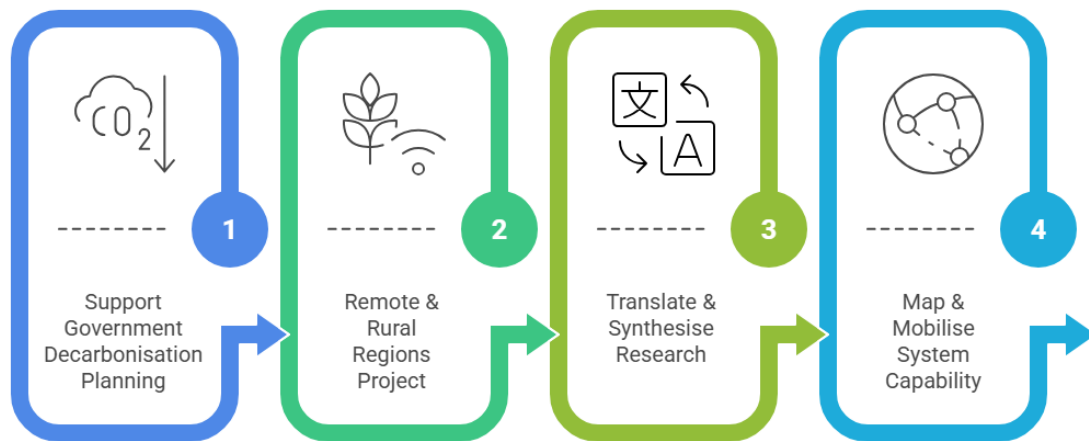 CO2
1
Support
Government
Decarbonisation
Planning
2
Remote &
Rural
Regions
Project
文
A
3
Translate &
Synthesise
Research
4
Map &
Mobilise
System
Capability